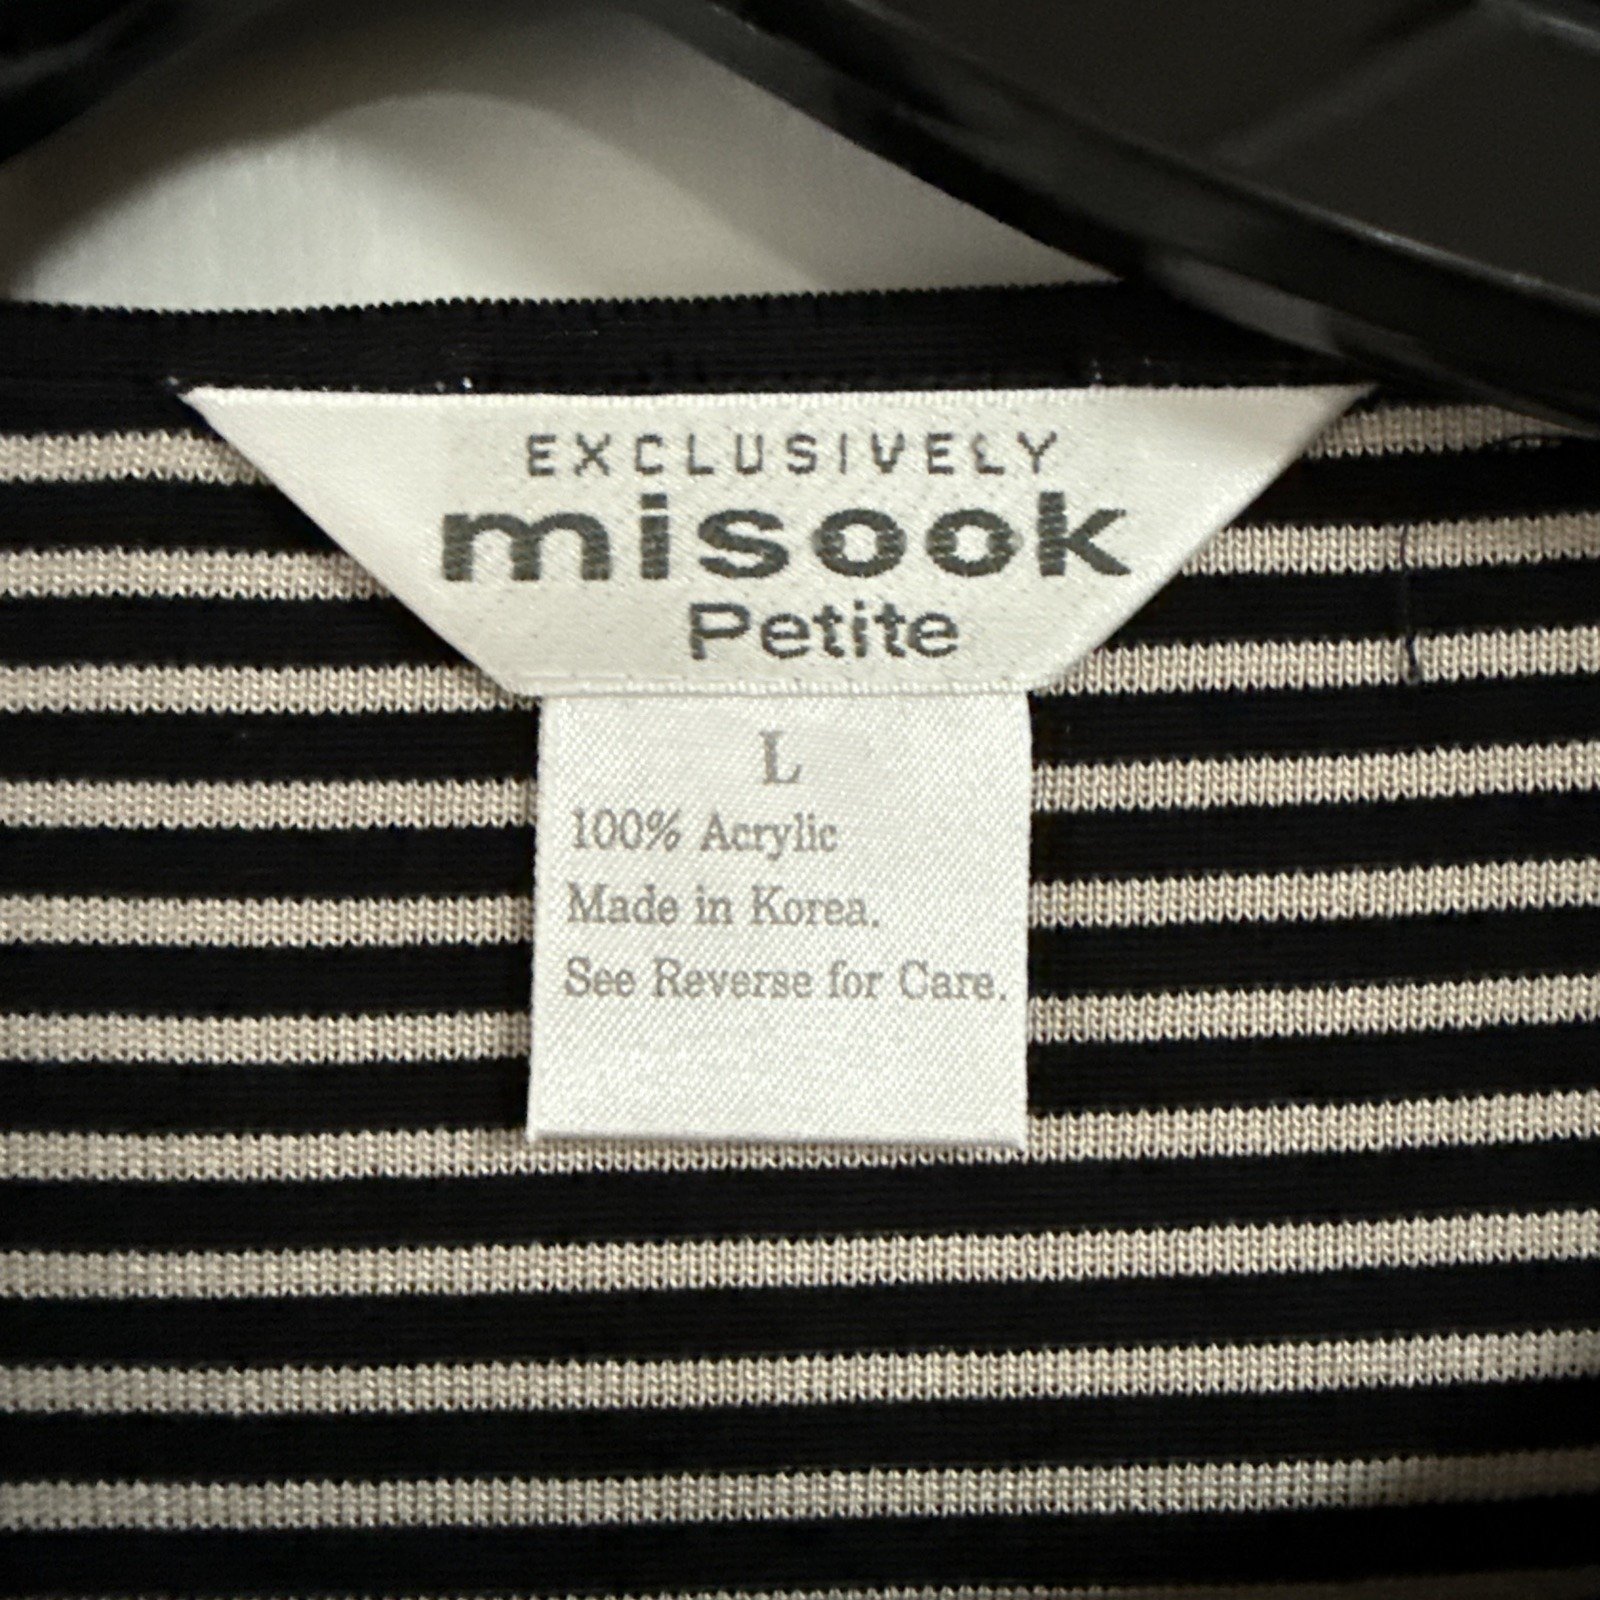 EXCLUSIVELY
misook
Petite
L
100% Acrylic
Made in Korea.
See Reverse for Care.